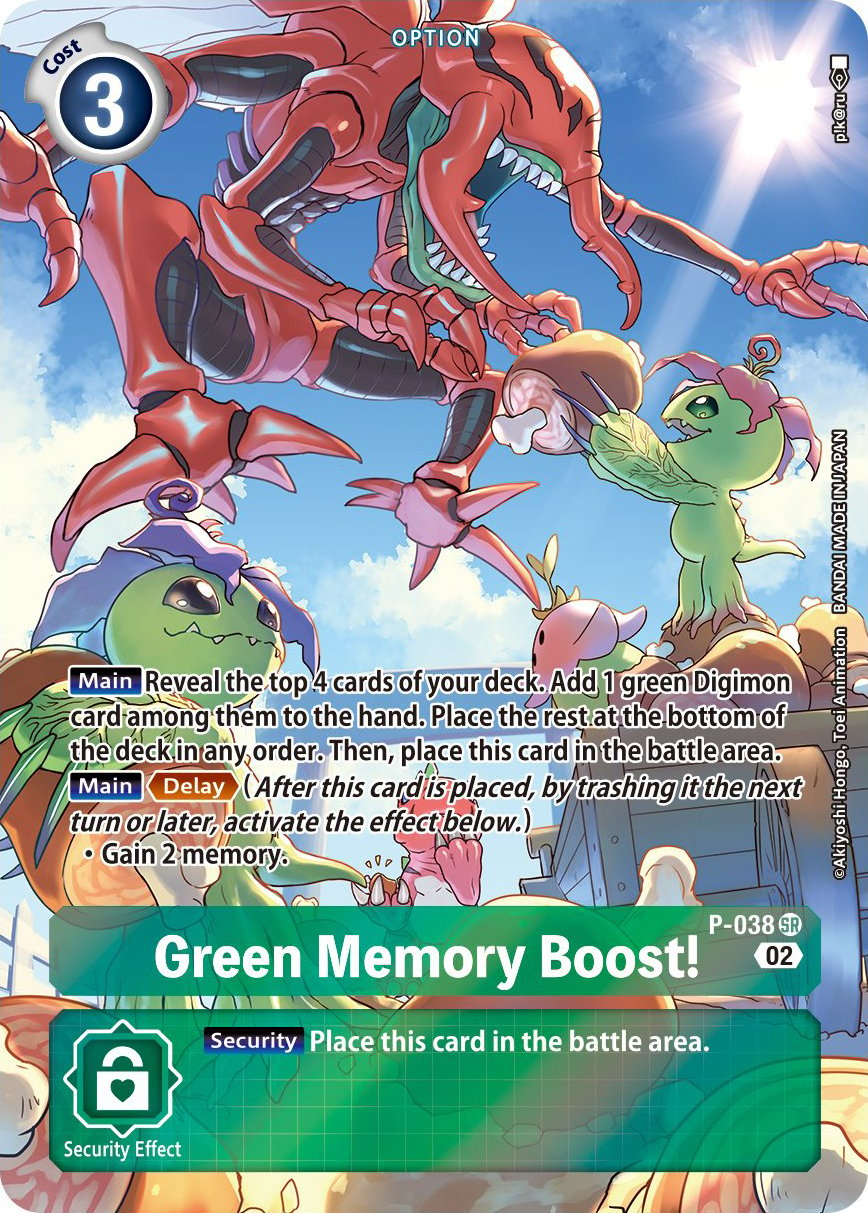 OPTION
Cost
3
p!k@ru
Main Reveal the top 4 cards of your deck. Add 1 green Digimon
card among them to the hand. Place the rest at the bottom of
the deck in any order. Then, place this card in the battle area.
Main Delay (After this card is placed, by trashing it the next
turn or later, activate the effect below.)
・Gain 2 memory.
©Akiyoshi Hongo, Toei Animation BANDAI MADE IN JAPAN
P-038 SR
Green Memory Boost!
02
Security Place this card in the battle area.
Security Effect